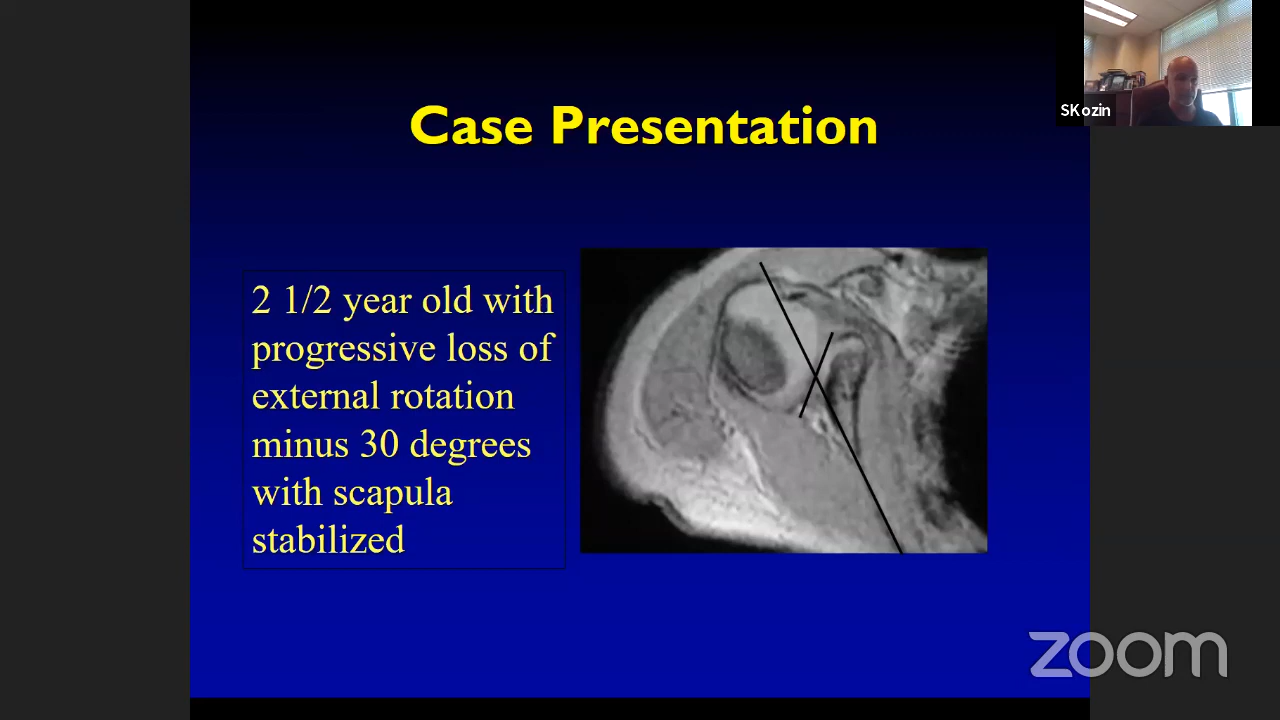 Case Presentation
SKozin
2 1/2 year old with
progressive loss of
external rotation
minus 30 degrees
with scapula
stabilized
zoom